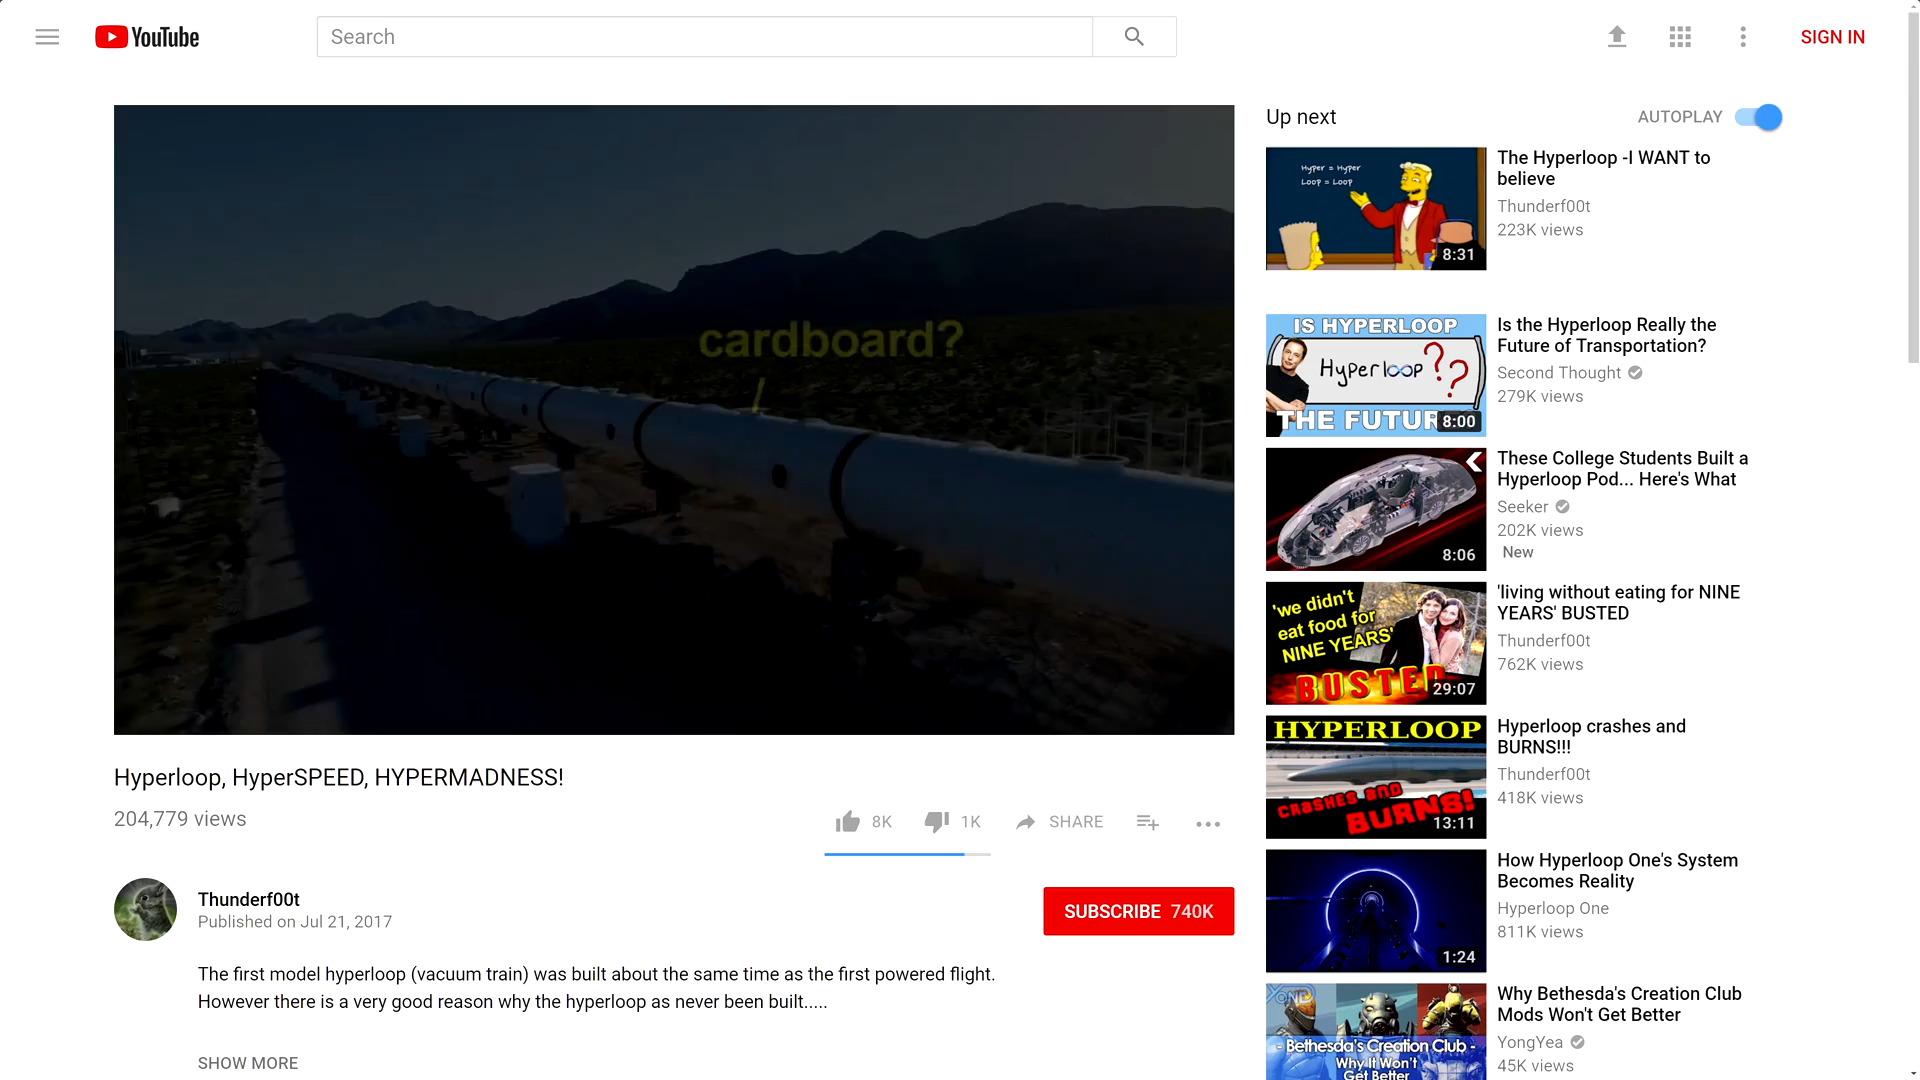 YouTube
Search
SIGN IN
cardboard?
Hyperloop, HyperSPEED, HYPERMADNESS!
204,779 views
8K
1K
SHARE
Thunderf00t
Published on Jul 21, 2017
SUBSCRIBE 740K
The first model hyperloop (vacuum train) was built about the same time as the first powered flight.
However there is a very good reason why the hyperloop as never been built.....
SHOW MORE
Up next
AUTOPLAY
Hyper = Hyper
Loop = Loop
8:31
The Hyperloop -I WANT to
believe
Thunderf00t
223K views
IS HYPERLOOP
Hyperloop ??
THE FUTUR
8:00
Is the Hyperloop Really the
Future of Transportation?
Second Thought
279K views
8:06
These College Students Built a
Hyperloop Pod... Here's What
Seeker
202K views
New
'we didn't
eat food for
NINE YEARS'
BUSTED
29:07
'living without eating for NINE
YEARS' BUSTED
Thunderf00t
762K views
HYPERLOOP
CRASHES AND
BURNS!
13:11
Hyperloop crashes and
BURNS!!!
Thunderf00t
418K views
1:24
How Hyperloop One's System
Becomes Reality
Hyperloop One
811K views
- Bethesda's Creation Club -
Why It Won't
Get Better
Why Bethesda's Creation Club
Mods Won't Get Better
YongYea
45K views